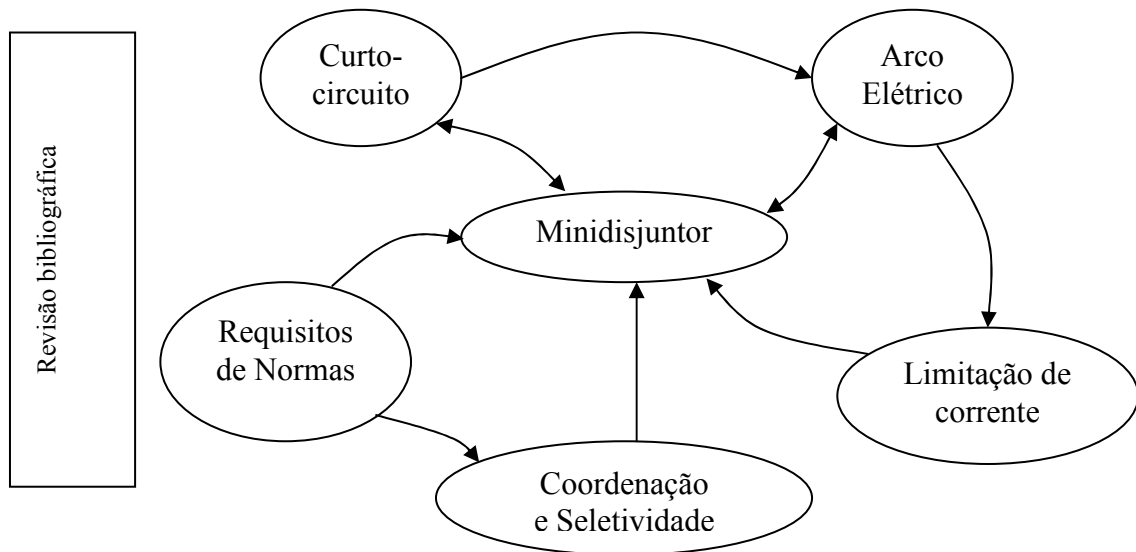 Revisão bibliográfica
Curto-
circuito
Arco
Elétrico
Minidisjuntor
Requisitos
de Normas
Limitação de
corrente
Coordenação
e Seletividade